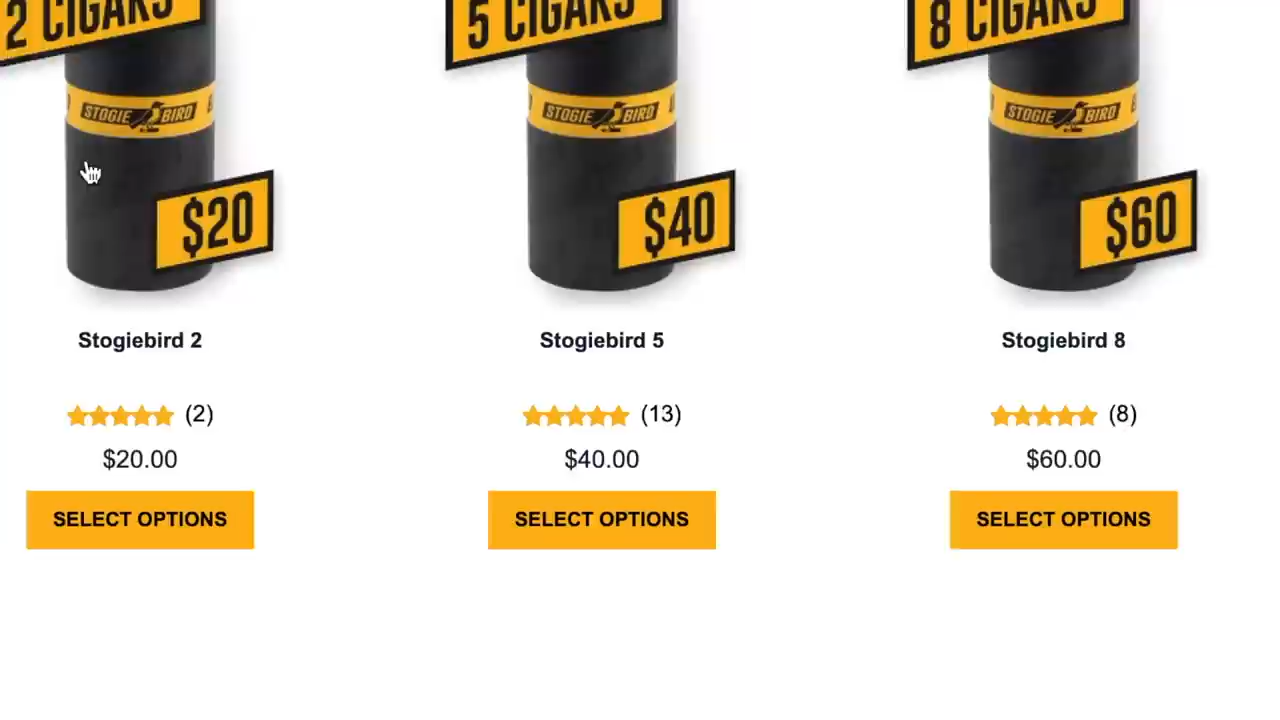 2 CIGARS
5 CIGARS
8 CIGARS
STOGIE BIRD
STOGIE BIRD
STOGIE BIRD
$20
$40
$60
Stogiebird 2
Stogiebird 5
Stogiebird 8
(2)
(13)
(8)
$20.00
$40.00
$60.00
SELECT OPTIONS
SELECT OPTIONS
SELECT OPTIONS